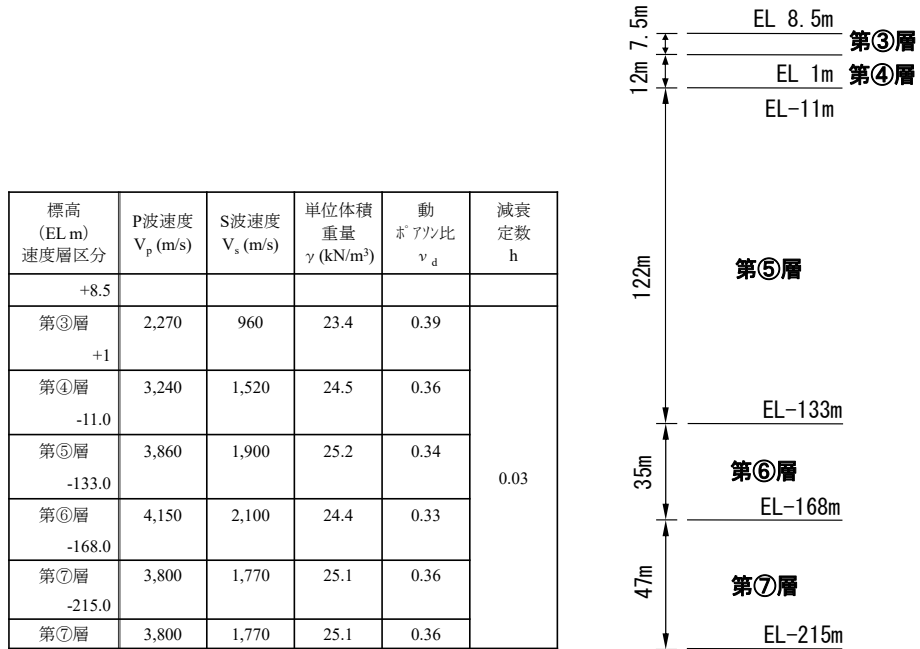 標高
(EL m)
速度層区分
P波速度
Vp (m/s)
S波速度
Vs (m/s)
単位体積
重量
γ (kN/m³)
動
ﾎﾟｱｿﾝ比
νd
減衰
定数
h
+8.5
第③層 2,270 960 23.4 0.39
+1
第④層 3,240 1,520 24.5 0.36
-11.0
第⑤層 3,860 1,900 25.2 0.34
-133.0
0.03
第⑥層 4,150 2,100 24.4 0.33
-168.0
第⑦層 3,800 1,770 25.1 0.36
-215.0
第⑦層 3,800 1,770 25.1 0.36
EL 8.5m
7.5m
第③層
12m
EL 1m
第④層
EL-11m
122m
第⑤層
EL-133m
35m
第⑥層
EL-168m
47m
第⑦層
EL-215m